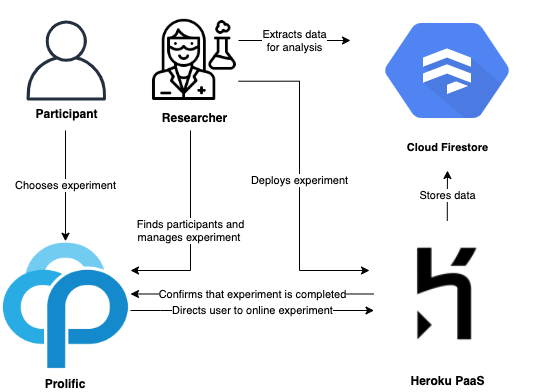 Extracts data
for analysis
Participant
Researcher
Cloud Firestore
Chooses experiment
Deploys experiment
Stores data
Finds participants and
manages experiment
Confirms that experiment is completed
Directs user to online experiment
Prolific
Heroku PaaS